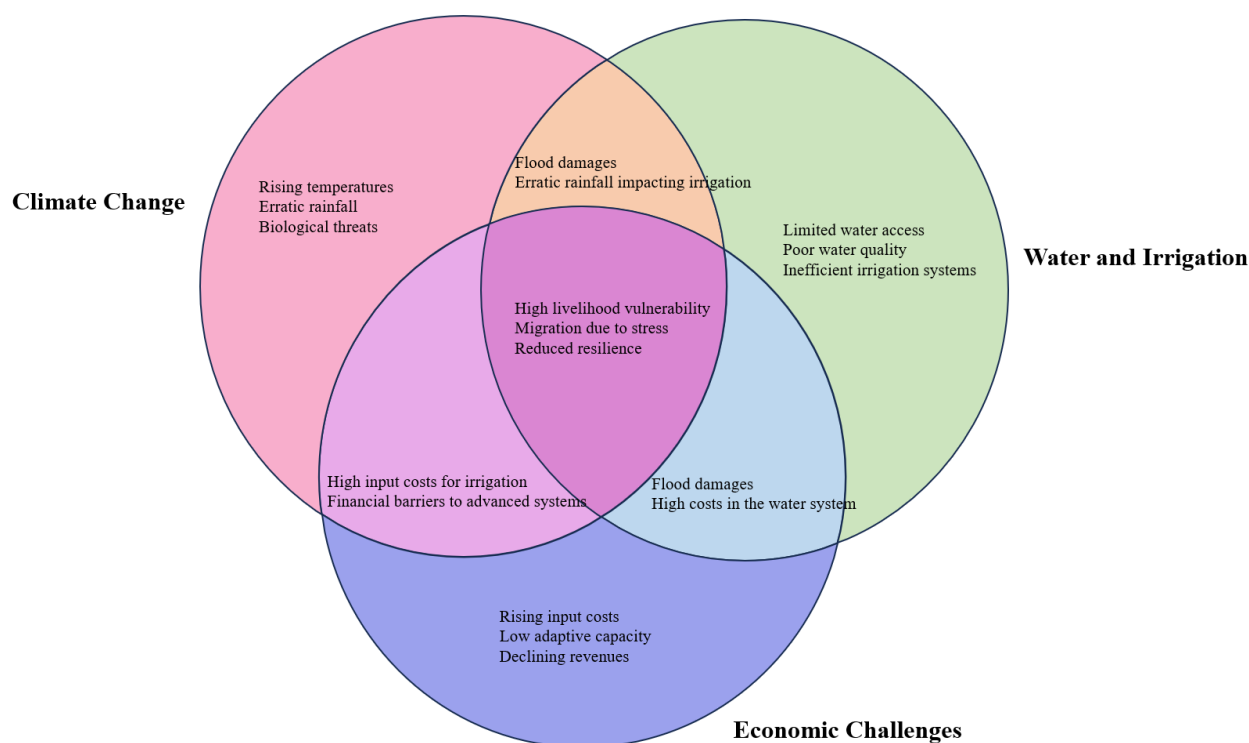 Climate Change
Rising temperatures
Erratic rainfall
Biological threats
Flood damages
Erratic rainfall impacting irrigation
Limited water access
Poor water quality
Inefficient irrigation systems
Water and Irrigation
High livelihood vulnerability
Migration due to stress
Reduced resilience
High input costs for irrigation
Financial barriers to advanced systems
Flood damages
High costs in the water system
Rising input costs
Low adaptive capacity
Declining revenues
Economic Challenges